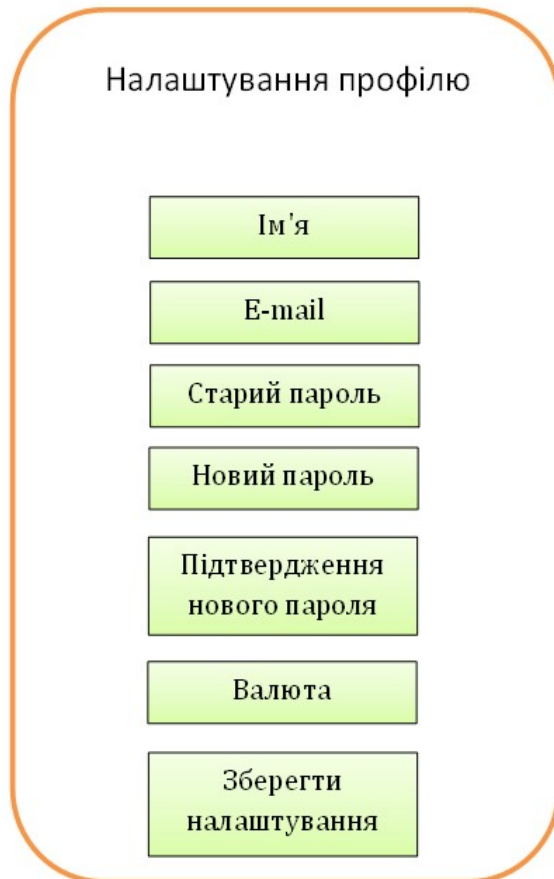 Налаштування профілю
Ім'я
E-mail
Старий пароль
Новий пароль
Підтвердження
нового пароля
Валюта
Зберегти
налаштування